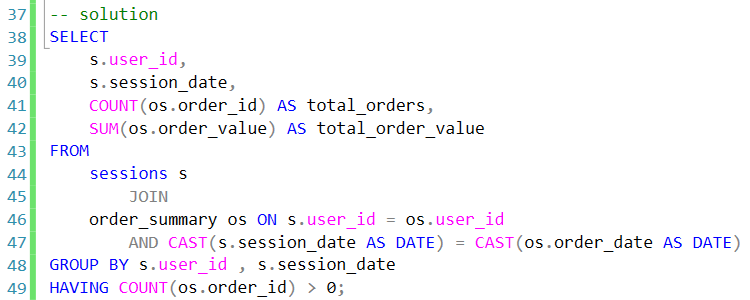 37 -- solution
38 SELECT
39     s.user_id,
40     s.session_date,
41     COUNT(os.order_id) AS total_orders,
42     SUM(os.order_value) AS total_order_value
43 FROM
44     sessions s
45         JOIN
46     order_summary os ON s.user_id = os.user_id
47         AND CAST(s.session_date AS DATE) = CAST(os.order_date AS DATE)
48 GROUP BY s.user_id , s.session_date
49 HAVING COUNT(os.order_id) > 0;